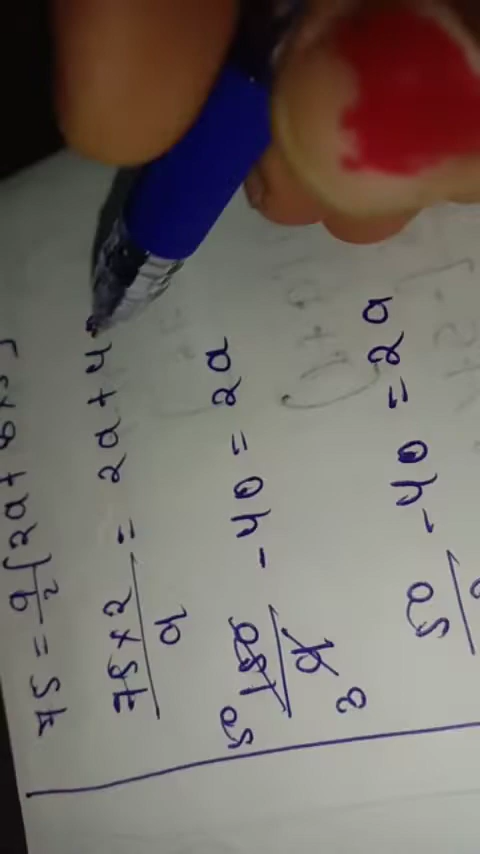 75 = 9/2 [2a + 8×5]
75×2/9 = 2a + 4
150/9 - 40 = 2a
50 3
50/ - 40 = 2a